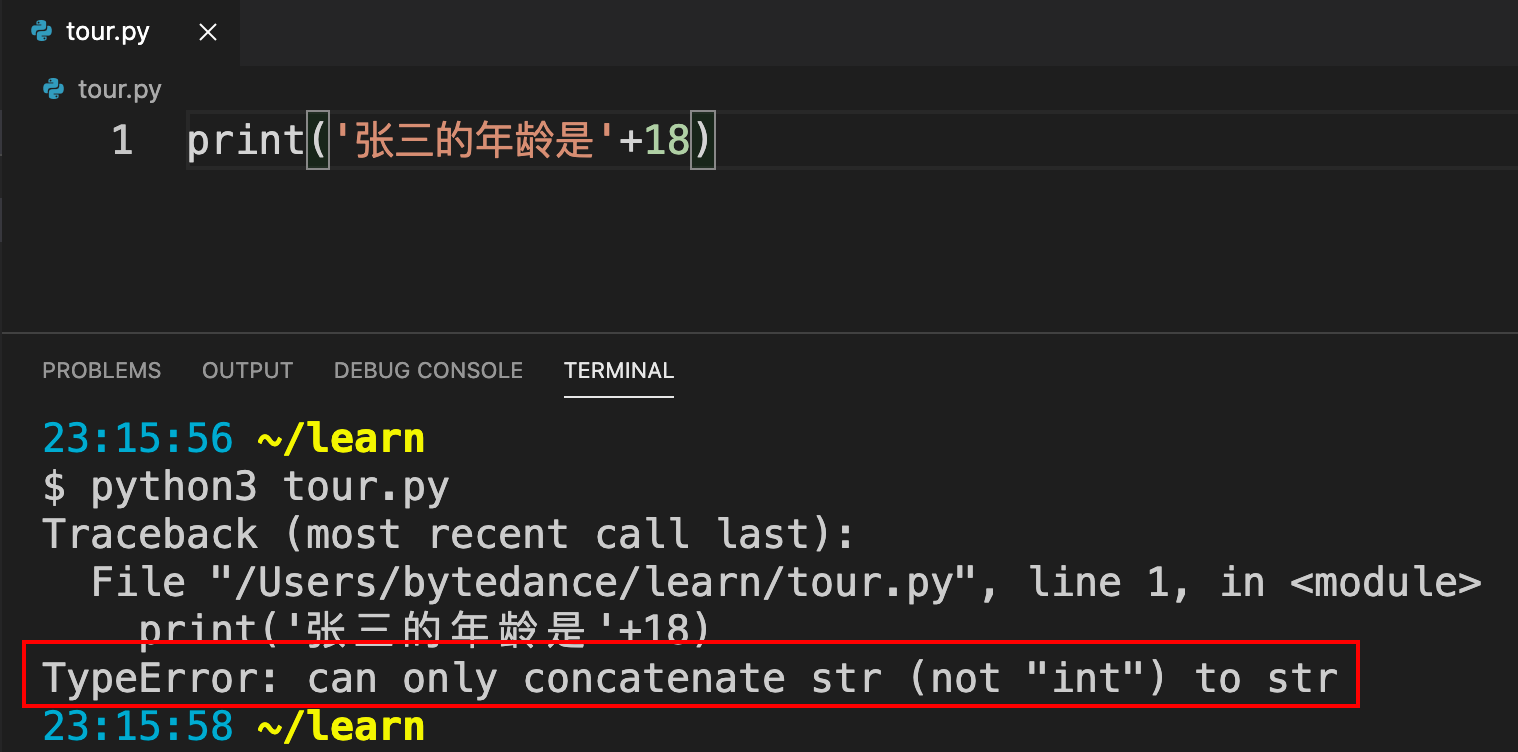 tour.py
tour.py
1 print('张三的年龄是'+18)
PROBLEMS OUTPUT DEBUG CONSOLE TERMINAL
23:15:56 ~/learn
$ python3 tour.py
Traceback (most recent call last):
  File "/Users/bytedance/learn/tour.py", line 1, in <module>
    print('张三的年龄是'+18)
TypeError: can only concatenate str (not "int") to str
23:15:58 ~/learn